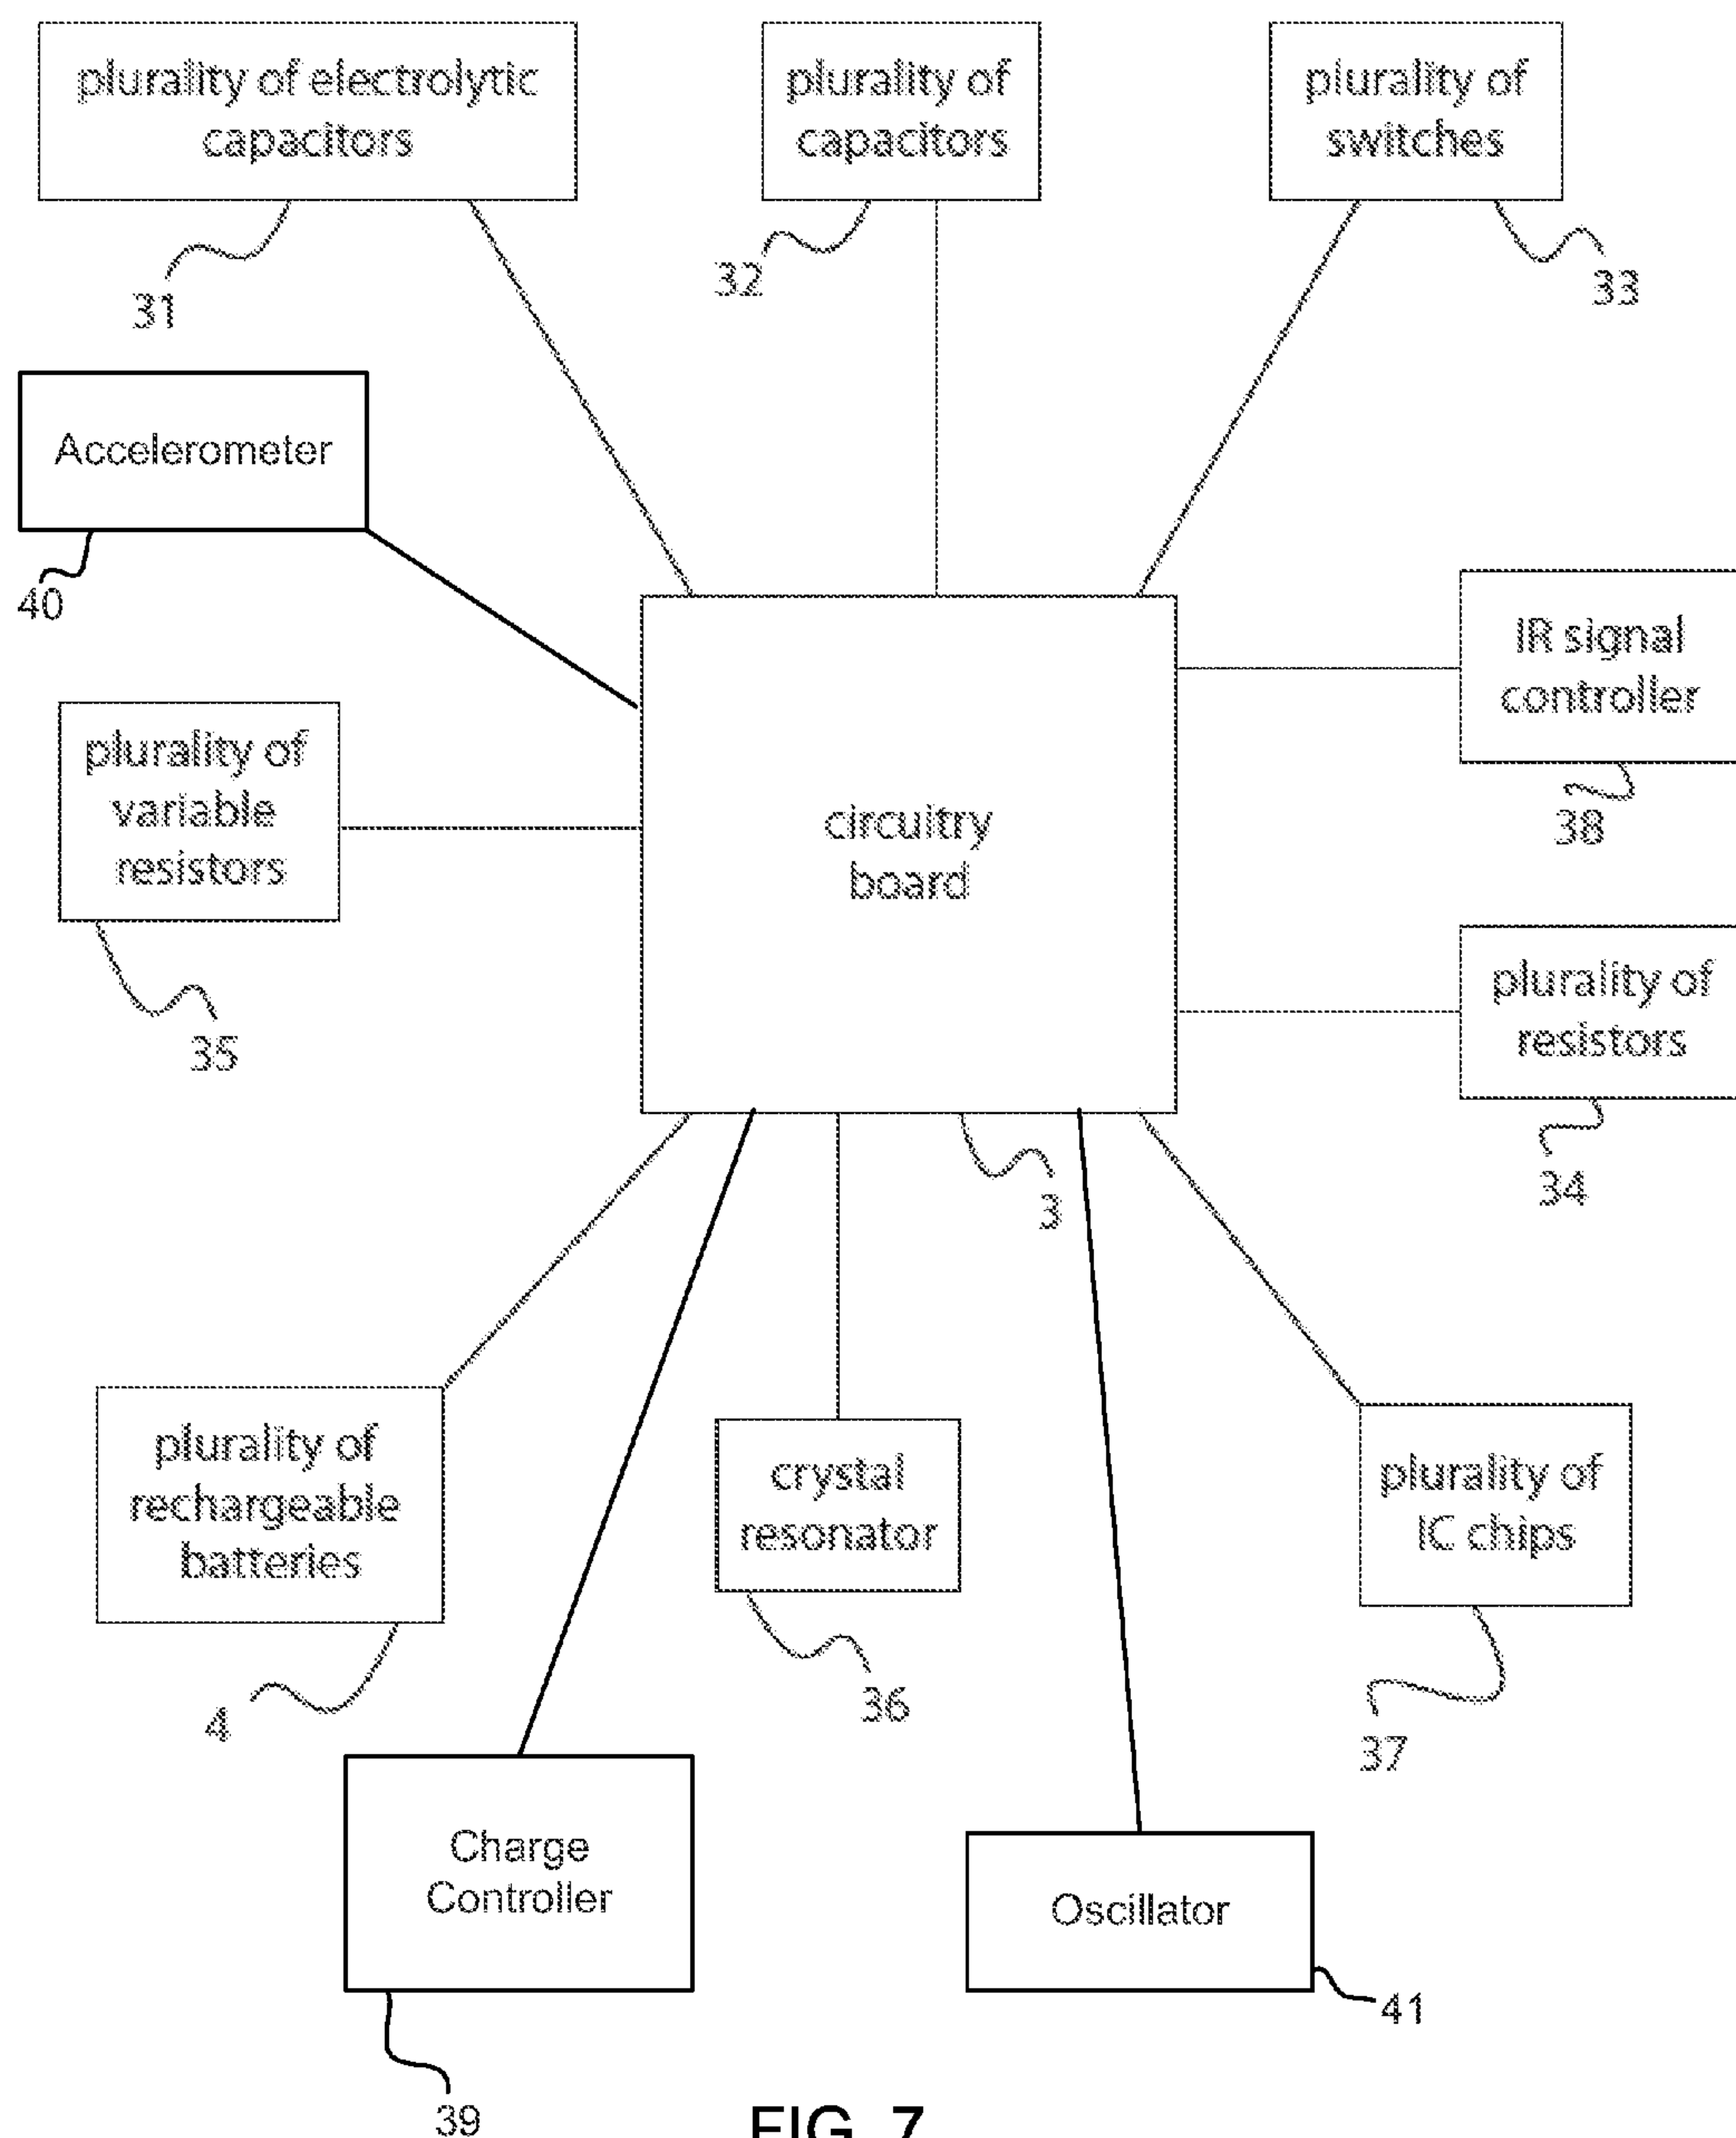 plurality of electrolytic
capacitors
plurality of
capacitors
plurality of
switches
31
32
33
Accelerometer
40
IR signal
controller
38
plurality of
variable
resistors
35
circuitry
board
3
plurality of
resistors
34
plurality of
rechargeable
batteries
4
crystal
resonator
36
plurality of
IC chips
37
Charge
Controller
39
Oscillator
41
FIG. 7